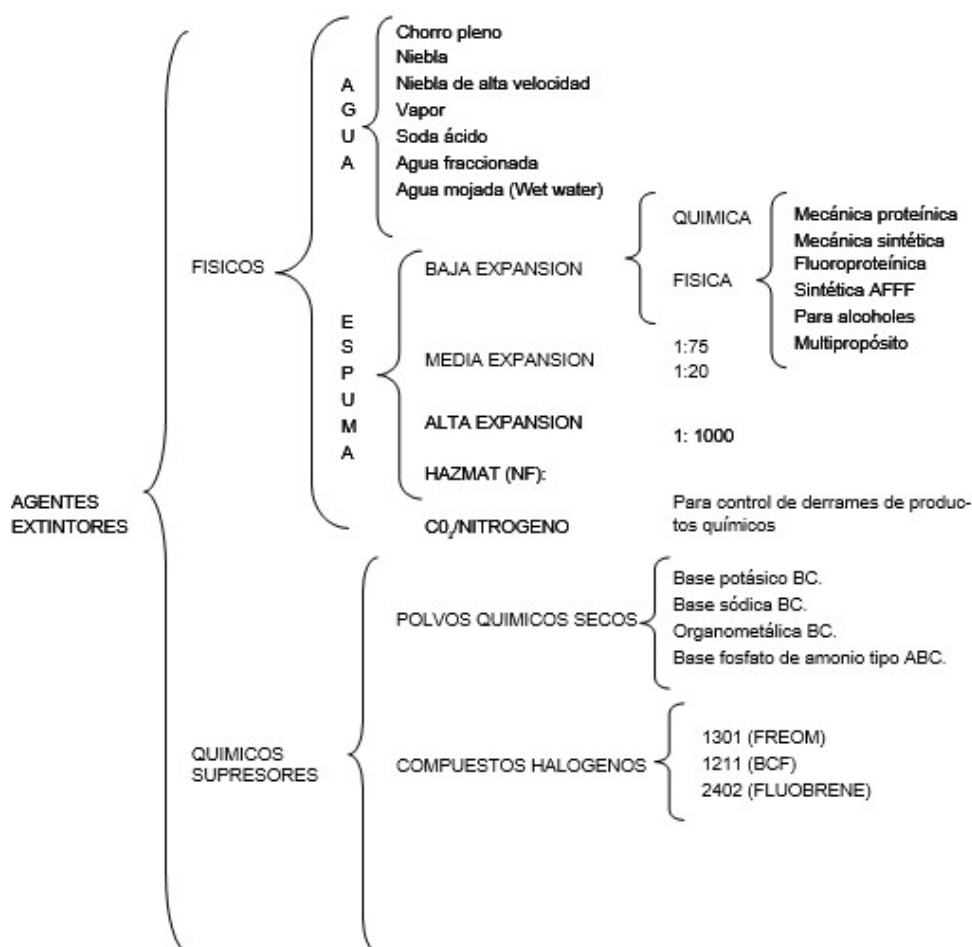 Chorro pleno
Niebla
Niebla de alta velocidad
Vapor
Soda ácido
Agua fraccionada
Agua mojada (Wet water)
A
G
U
A
FISICOS
E
S
P
U
M
A
BAJA EXPANSION
QUIMICA
FISICA
Mecánica proteínica
Mecánica sintética
Fluoroproteínica
Sintética AFFF
Para alcoholes
Multipropósito
MEDIA EXPANSION
1:75
1:20
ALTA EXPANSION
1: 1000
HAZMAT (NF):
AGENTES
EXTINTORES
C0₂/NITROGENO
Para control de derrames de produc-
tos químicos
POLVOS QUIMICOS SECOS
Base potásico BC.
Base sódica BC.
Organometálica BC.
Base fosfato de amonio tipo ABC.
QUIMICOS
SUPRESORES
COMPUESTOS HALOGENOS
1301 (FREOM)
1211 (BCF)
2402 (FLUOBRENE)